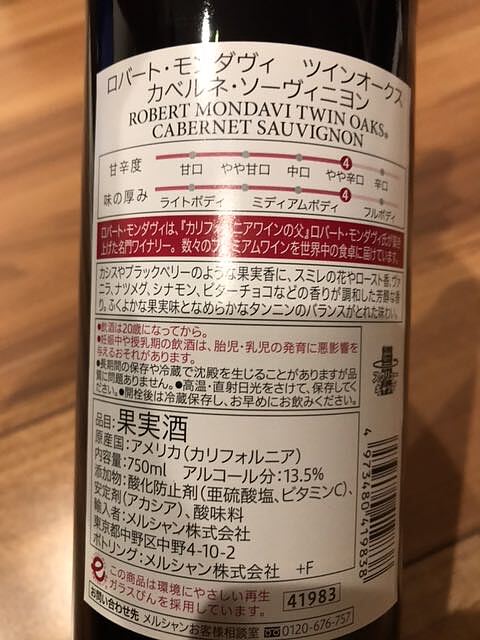 ロバート・モンダヴィ ツインオークス
カベルネ・ソーヴィニヨン
ROBERT MONDAVI TWIN OAKS®
CABERNET SAUVIGNON
甘辛度
4
甘口 やや甘口 中口 やや辛口 辛口
味の厚み
4
ライトボディ ミディアムボディ フルボディ
ロバート・モンダヴィは、『カリフォルニアワインの父』ロバート・モンダヴィ氏が築き
上げた名門ワイナリー。数々のプレミアムワインを世界中の食卓に届けています。
カシスやブラックベリーのような果実香に、スミレの花やロースト香、ヴァ
ニラ、ナツメグ、シナモン、ビターチョコなどの香りが調和した芳醇な香
り。ふくよかな果実味となめらかなタンニンのバランスがとれた味わい。
●飲酒は20歳になってから。
●妊娠中や授乳期の飲酒は、胎児・乳児の発育に悪影響を
与えるおそれがあります。
●長期間の保存や冷蔵で沈殿を生じることがありますが品
質に問題ありません。●高温・直射日光をさけて、保存してく
ださい。●開栓後は冷蔵保存し、お早めにお飲みください。
品目:果実酒
原産国:アメリカ(カリフォルニア)
内容量:750ml アルコール分:13.5%
添加物:酸化防止剤(亜硫酸塩、ビタミンC)、
安定剤(アカシア)、酸味料
輸入者:メルシャン株式会社
東京都中野区中野4-10-2
ボトリング:メルシャン株式会社 +F
4973480449838
この商品は環境にやさしい再生
ガラスびんを採用しています。
41983
お問い合わせ先 メルシャンお客様相談室 0120-676-757